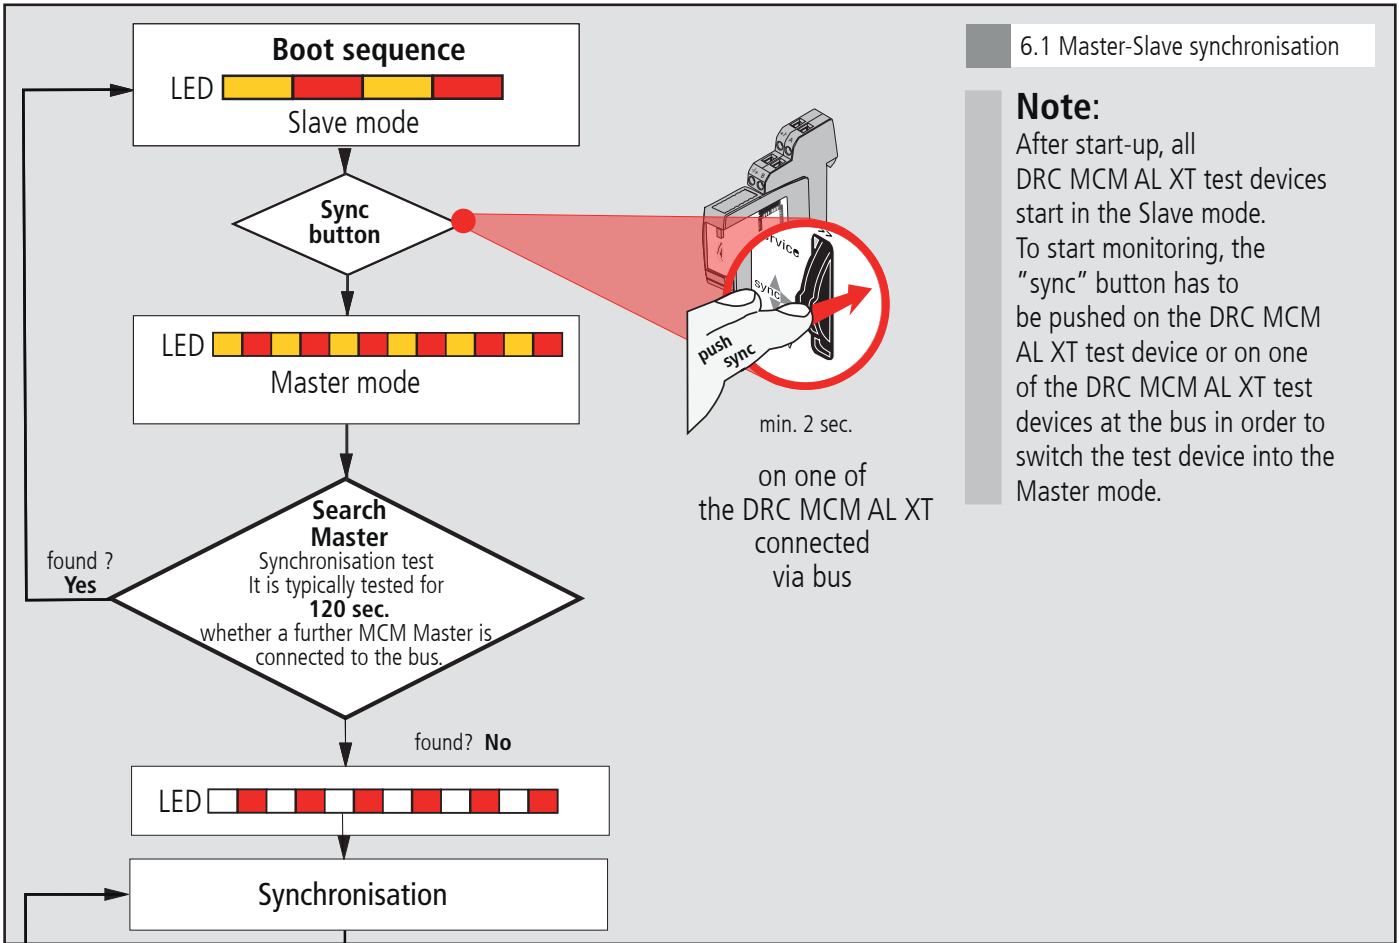 Boot sequence
LED
Slave mode
Sync
button
LED
Master mode
Search
Master
Synchronisation test
It is typically tested for
120 sec.
whether a further MCM Master is
connected to the bus.
found ?
Yes
found? No
LED
Synchronisation
sync
push
sync
min. 2 sec.
on one of
the DRC MCM AL XT
connected
via bus
6.1 Master-Slave synchronisation
Note:
After start-up, all
DRC MCM AL XT test devices
start in the Slave mode.
To start monitoring, the
”sync” button has to
be pushed on the DRC MCM
AL XT test device or on one
of the DRC MCM AL XT test
devices at the bus in order to
switch the test device into the
Master mode.